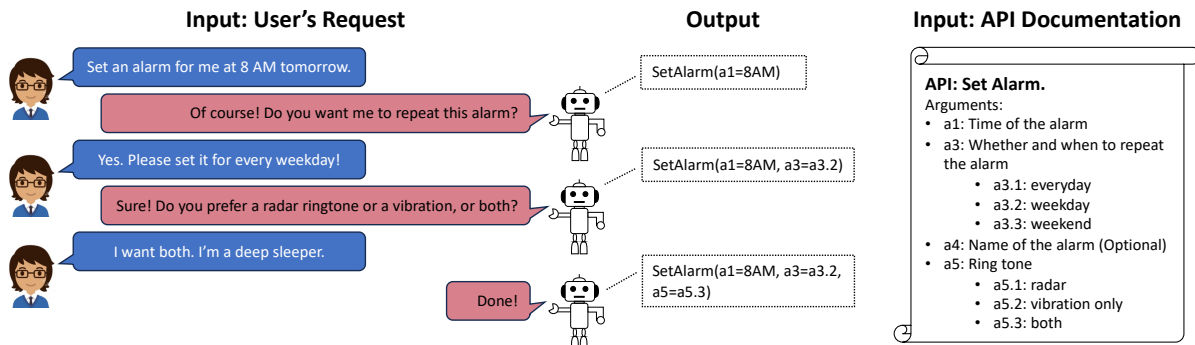 Input: User's Request
Output
Input: API Documentation
Set an alarm for me at 8 AM tomorrow.
SetAlarm(a1=8AM)
Of course! Do you want me to repeat this alarm?
Yes. Please set it for every weekday!
SetAlarm(a1=8AM, a3=a3.2)
Sure! Do you prefer a radar ringtone or a vibration, or both?
I want both. I'm a deep sleeper.
SetAlarm(a1=8AM, a3=a3.2,
a5=a5.3)
Done!
API: Set Alarm.
Arguments:
• a1: Time of the alarm
• a3: Whether and when to repeat
the alarm
• a3.1: everyday
• a3.2: weekday
• a3.3: weekend
• a4: Name of the alarm (Optional)
• a5: Ring tone
• a5.1: radar
• a5.2: vibration only
• a5.3: both